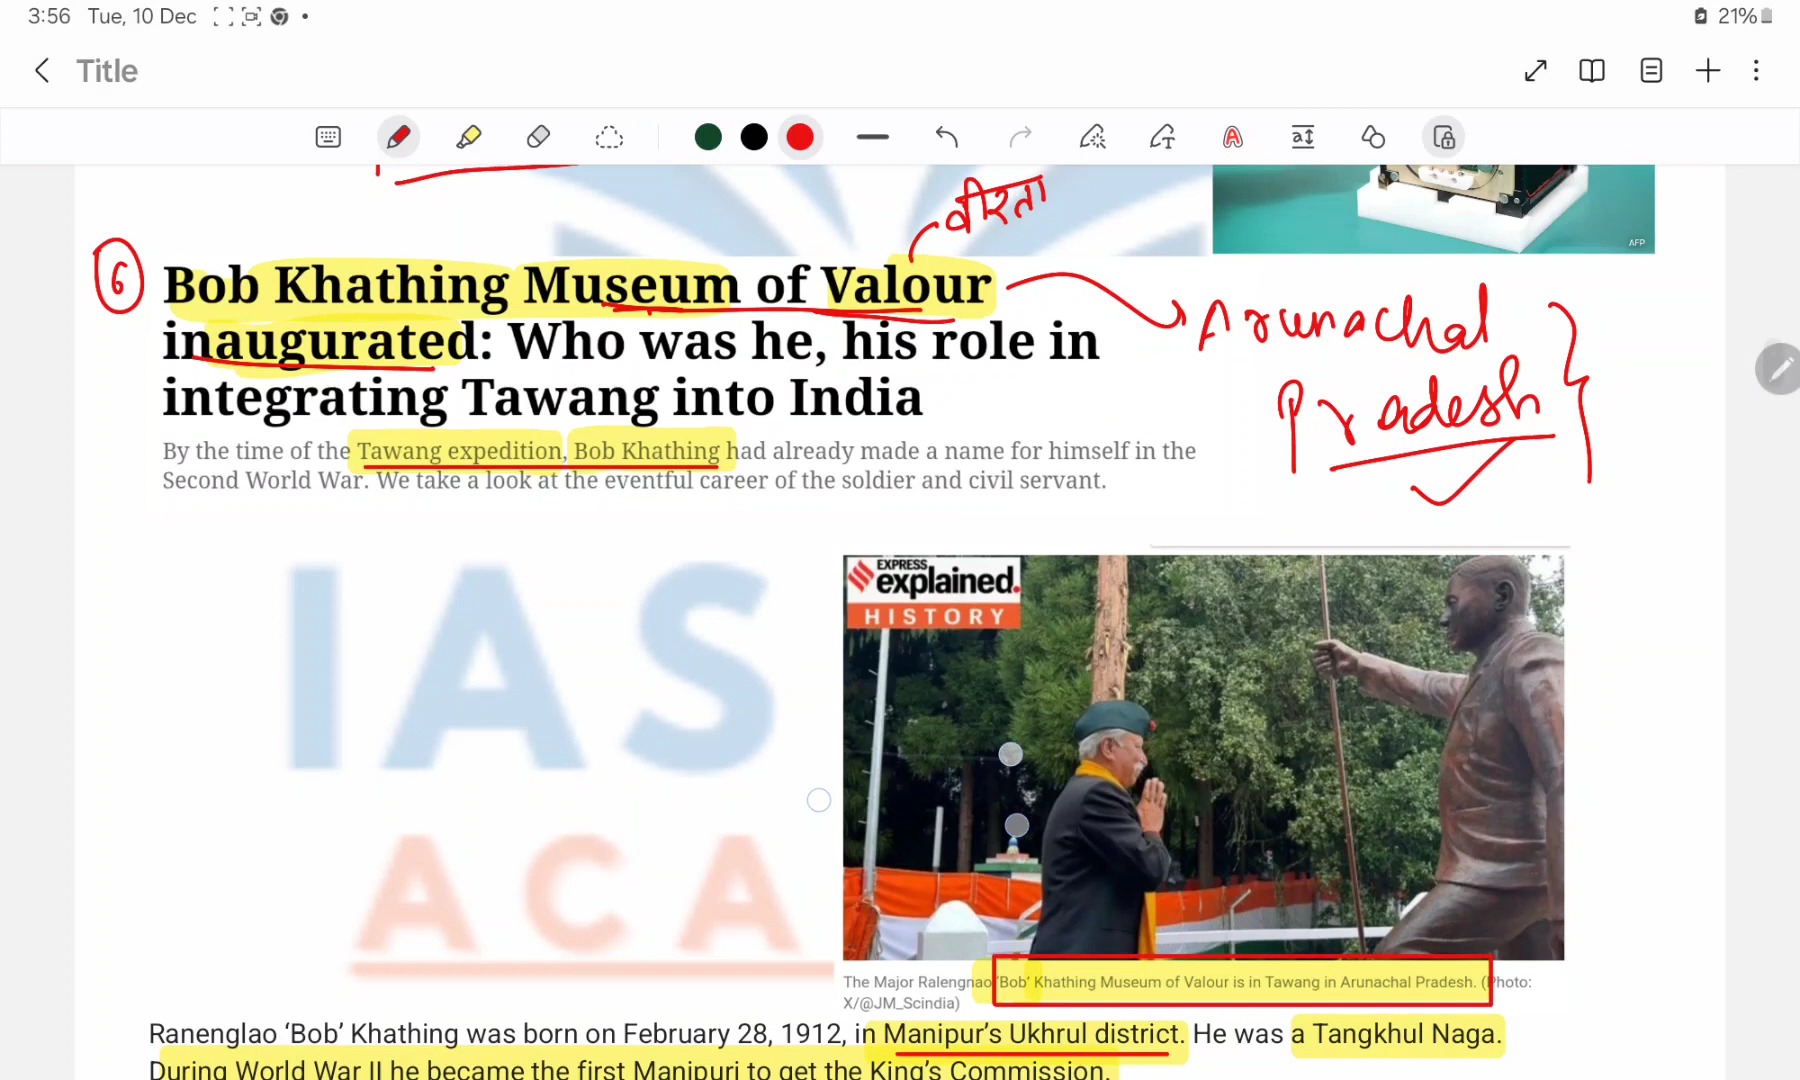 3:56 Tue, 10 Dec
21%
Title
AFP
वीरता
6
Bob Khathing Museum of Valour
inaugurated: Who was he, his role in
integrating Tawang into India
Arunachal
Pradesh
By the time of the Tawang expedition, Bob Khathing had already made a name for himself in the
Second World War. We take a look at the eventful career of the soldier and civil servant.
IAS
ACA
EXPRESS
explained.
HISTORY
The Major Ralengnao 'Bob' Khathing Museum of Valour is in Tawang in Arunachal Pradesh. (Photo:
X/@JM_Scindia)
Ranenglao ‘Bob’ Khathing was born on February 28, 1912, in Manipur’s Ukhrul district. He was a Tangkhul Naga.
During World War II he became the first Manipuri to get the King’s Commission.